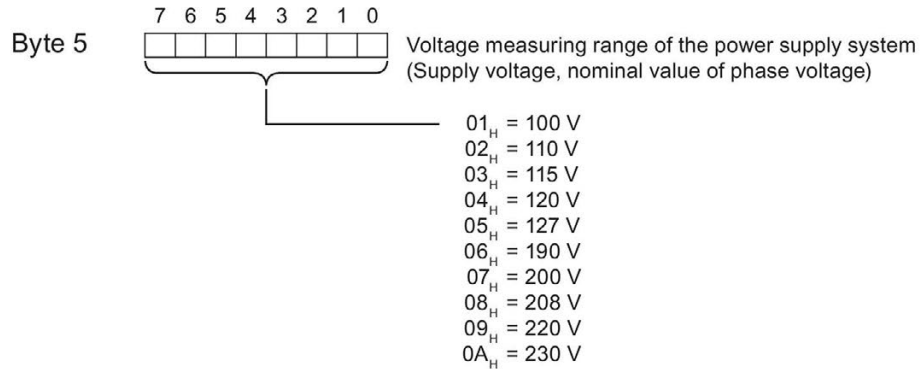 7 6 5 4 3 2 1 0
Byte 5
Voltage measuring range of the power supply system
(Supply voltage, nominal value of phase voltage)
01H = 100 V
02H = 110 V
03H = 115 V
04H = 120 V
05H = 127 V
06H = 190 V
07H = 200 V
08H = 208 V
09H = 220 V
0AH = 230 V